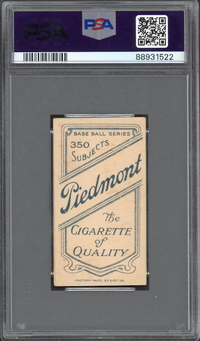 PSA
88931522
BASE BALL SERIES
350
SUBJECTS
Piedmont
The
CIGARETTE
of
QUALITY